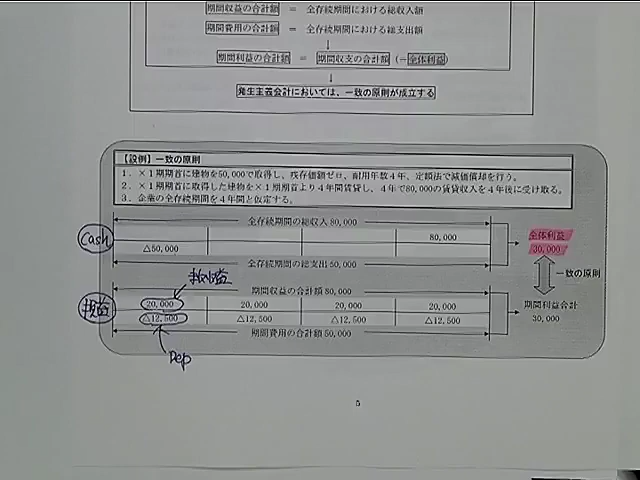 期間収益の合計額 = 全存続期間における総収入額
期間費用の合計額 = 全存続期間における総支出額
↓
期間利益の合計額 = 期間収支の合計額 (=全体利益)
↓
発生主義会計においては、一致の原則が成立する
【設例】一致の原則
1. ×1期期首に建物を50,000で取得し、残存価額ゼロ、耐用年数4年、定額法で減価償却を行う。
2. ×1期期首に取得した建物を×1期期首より4年間賃貸し、4年で80,000の賃貸収入を4年後に受け取る。
3. 企業の全存続期間を4年間と仮定する。
全存続期間の総収入 80,000
Cash
80,000
△50,000
全存続期間の総支出 50,000
全体利益
30,000
一致の原則
期間収益の合計額 80,000
損益
20,000 20,000 20,000 20,000
△12,500 △12,500 △12,500 △12,500
期間費用の合計額 50,000
期間利益合計
30,000
Dep
5